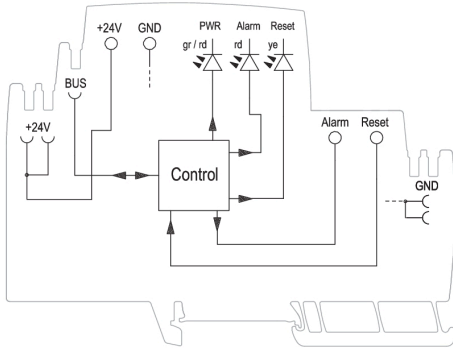 +24V GND PWR Alarm Reset
gr / rd rd ye
BUS
+24V
Alarm Reset
Control
GND